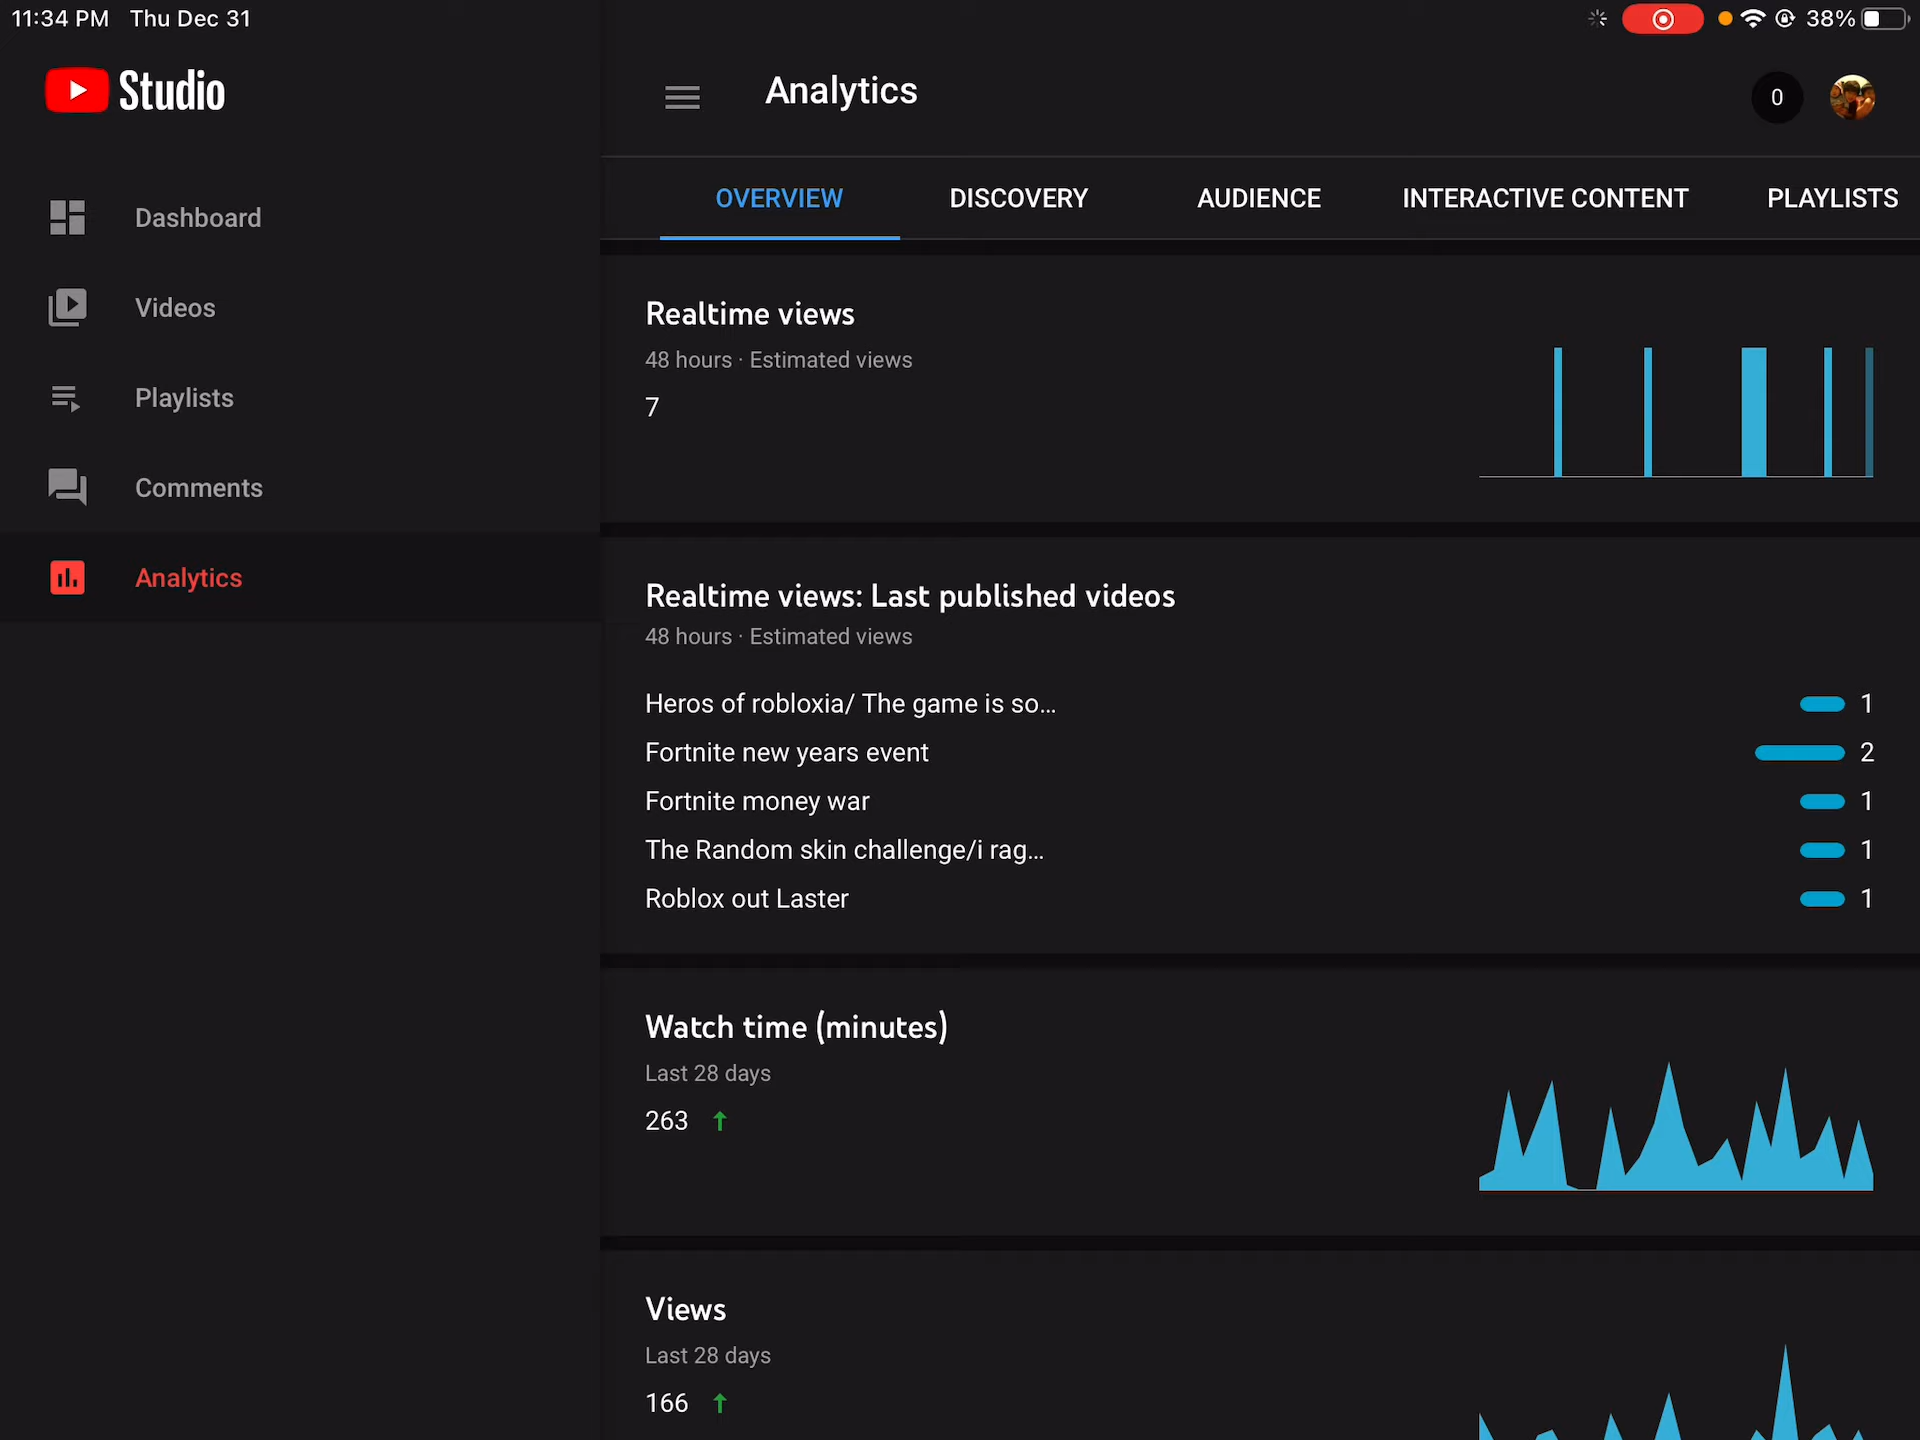 11:34 PM Thu Dec 31
38%
Studio
Dashboard
Videos
Playlists
Comments
Analytics
Analytics
0
OVERVIEW DISCOVERY AUDIENCE INTERACTIVE CONTENT PLAYLISTS
Realtime views
48 hours · Estimated views
7
Realtime views: Last published videos
48 hours · Estimated views
Heros of robloxia/ The game is so... 1
Fortnite new years event 2
Fortnite money war 1
The Random skin challenge/i rag... 1
Roblox out Laster 1
Watch time (minutes)
Last 28 days
263
Views
Last 28 days
166